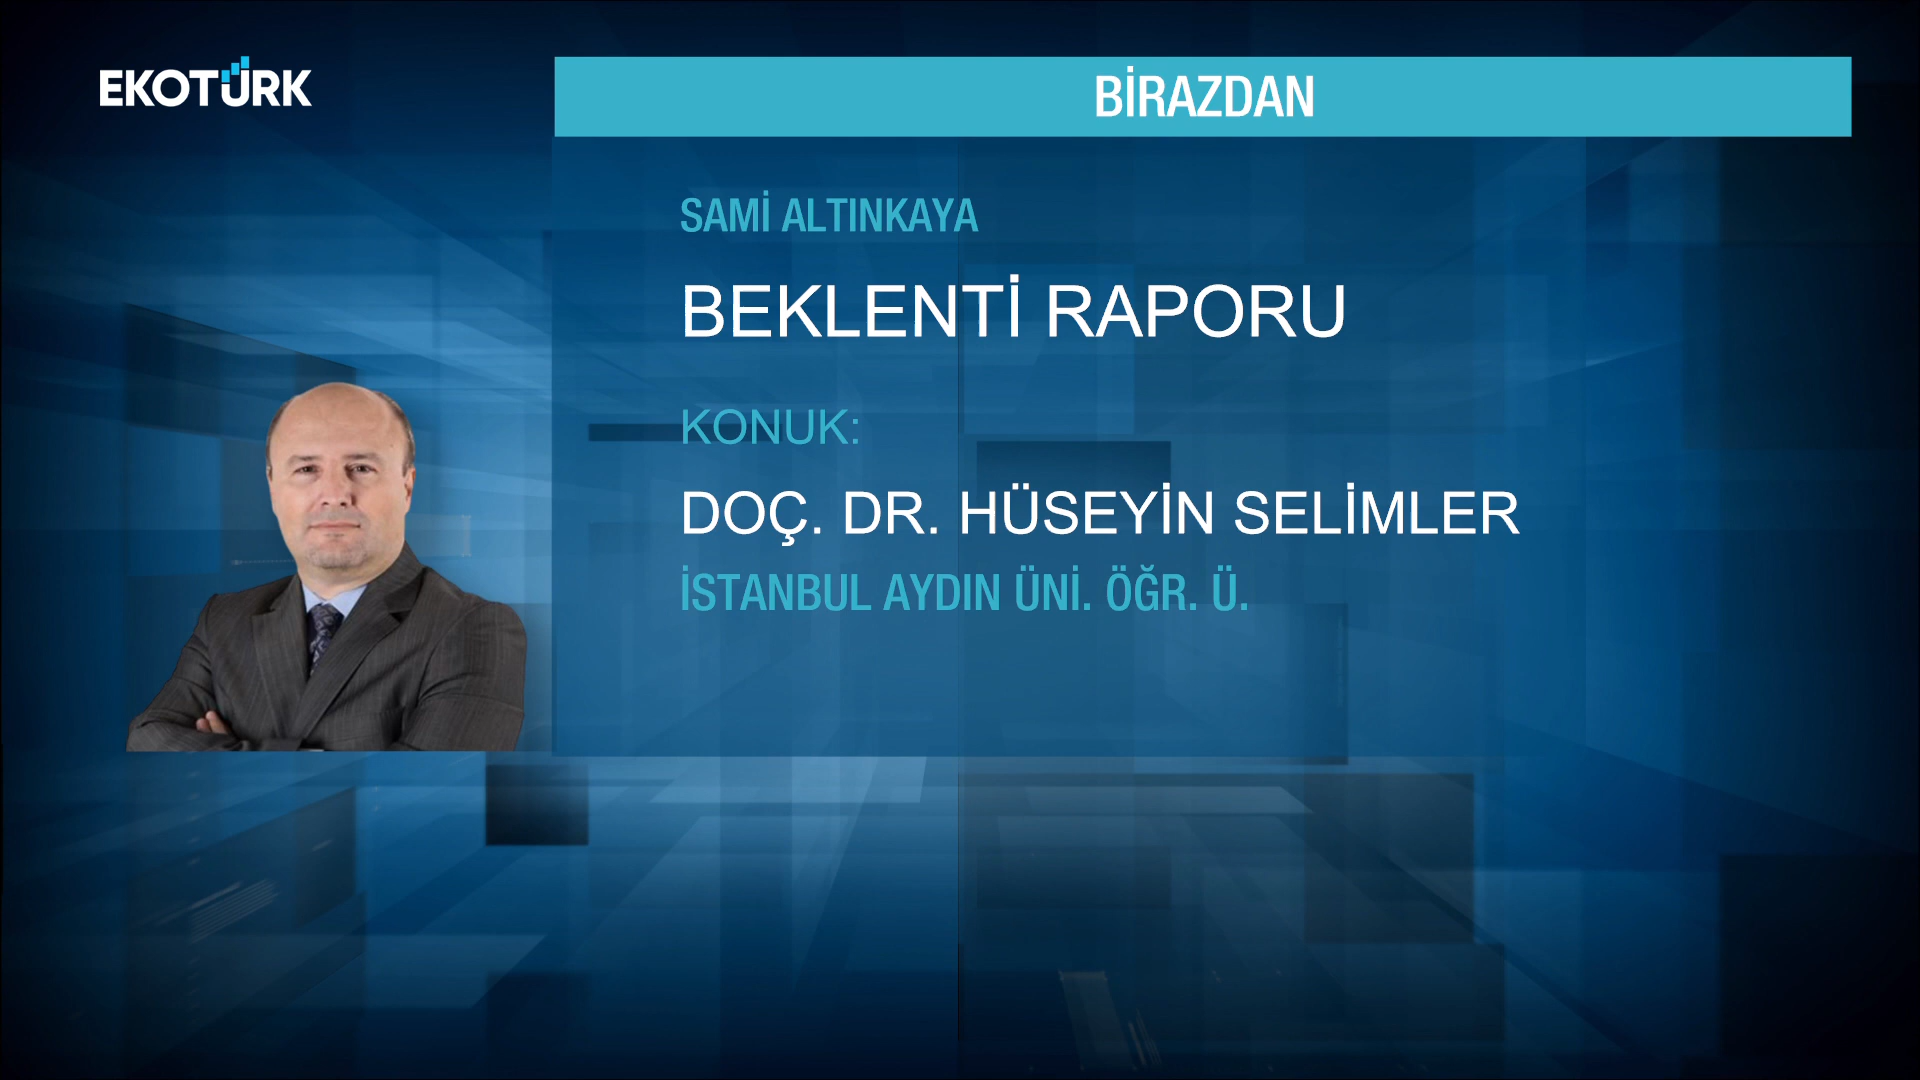 EKOTÜRK
BİRAZDAN
SAMİ ALTINKAYA
BEKLENTİ RAPORU
KONUK:
DOÇ. DR. HÜSEYİN SELİMLER
İSTANBUL AYDIN ÜNİ. ÖĞR. Ü.